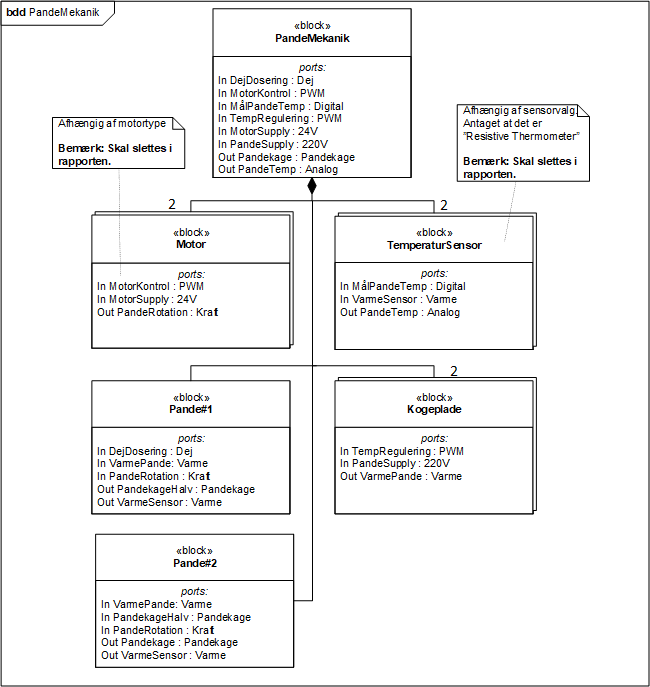 bdd PandeMekanik
«block»
PandeMekanik
ports:
In DejDosering : Dej
In MotorKontrol : PWM
In MålPandeTemp : Digital
In TempRegulering : PWM
In MotorSupply : 24V
In PandeSupply : 220V
Out Pandekage : Pandekage
Out PandeTemp : Analog
Afhængig af motortype
Bemærk: Skal slettes i
rapporten.
Afhængig af sensorvalg.
Antaget at det er
"Resistive Thermometer"
Bemærk: Skal slettes i
rapporten.
2
«block»
Motor
ports:
In MotorKontrol : PWM
In MotorSupply : 24V
Out PandeRotation : Kraft
2
«block»
TemperaturSensor
ports:
In MålPandeTemp : Digital
In VarmeSensor : Varme
Out PandeTemp : Analog
«block»
Pande#1
ports:
In DejDosering : Dej
In VarmePande: Varme
In PandeRotation : Kraft
Out PandekageHalv : Pandekage
Out VarmeSensor : Varme
2
«block»
Kogeplade
ports:
In TempRegulering : PWM
In PandeSupply : 220V
Out VarmePande : Varme
«block»
Pande#2
ports:
In VarmePande: Varme
In PandekageHalv : Pandekage
In PandeRotation : Kraft
Out Pandekage : Pandekage
Out VarmeSensor : Varme